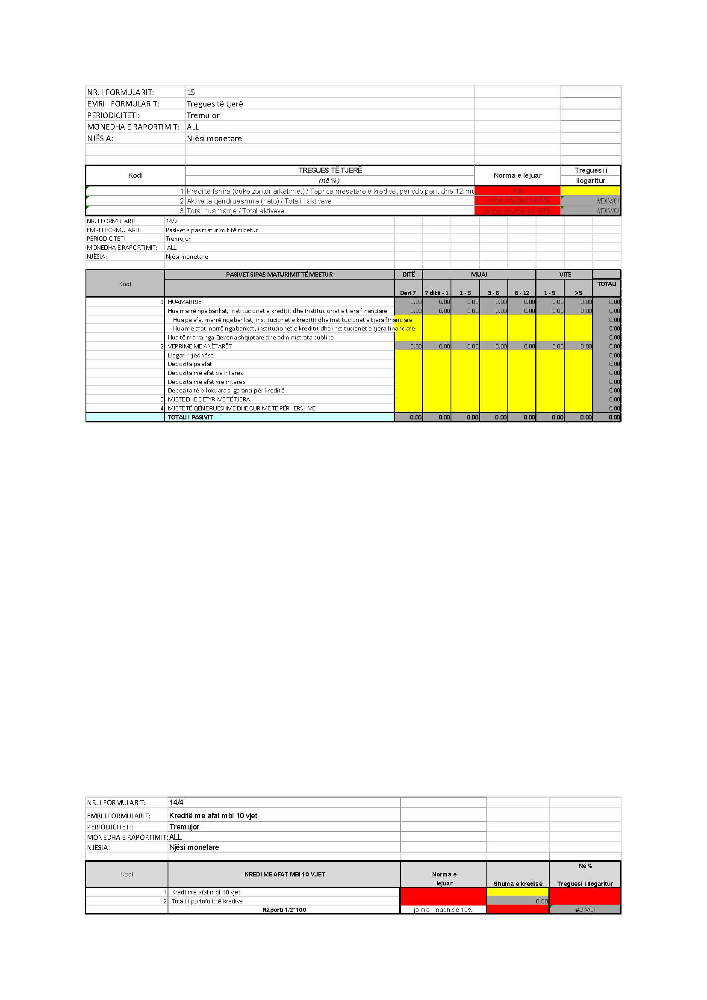 NR. I FORMULARIT: 15
EMRI I FORMULARIT: Tregues të tjerë
PERIODICITETI: Tremujor
MONEDHA E RAPORTIMIT: ALL
NJËSIA: Njësi monetare
Kodi TREGUES TË TJERË Norma e lejuar Treguesi i
(në %) llogaritur
1 Kredi të fshira (duke zbritur arkëtimet) / Teprica mesatare e kredive, për çdo periudhë 12-mu n/a
2 Aktive të qëndrueshme (neto) / Totali i aktiveve jo më shumë se 5% #DIV/0!
3 Total huamarrje / Total aktiveve jo më shumë se 50% #DIV/0!
NR. I FORMULARIT: 14/2
EMRI I FORMULARIT: Pasivet sipas maturimit të mbetur
PERIODICITETI: Tremujor
MONEDHA E RAPORTIMIT: ALL
NJËSIA: Njësi monetare
Kodi PASIVET SIPAS MATURIMIT TË MBETUR DITË MUAJ VITE TOTALI
Deri 7 7 ditë - 1 1 - 3 3 - 6 6 - 12 1 - 5 >5
1 HUAMARRJE 0.00 0.00 0.00 0.00 0.00 0.00 0.00 0.00
Hua marrë nga bankat, institucionet e kreditit dhe institucionet e tjera financiare 0.00 0.00 0.00 0.00 0.00 0.00 0.00 0.00
Hua pa afat marrë nga bankat, institucionet e kreditit dhe institucionet e tjera financiare 0.00
Hua me afat marrë nga bankat, institucionet e kreditit dhe institucionet e tjera financiare 0.00
Hua të marra nga Qeveria shqiptare dhe administrata publike 0.00
2 VEPRIME ME ANËTARËT 0.00 0.00 0.00 0.00 0.00 0.00 0.00 0.00
Llogari rrjedhëse 0.00
Depozita pa afat 0.00
Depozita me afat pa interes 0.00
Depozita me afat me interes 0.00
Depozita të bllokuara si garanci për kreditë 0.00
3 MJETE DHE DETYRIME TË TJERA 0.00
4 MJETE TË QËNDRUESHME DHE BURIME TË PËRHERSHME 0.00
TOTALI I PASIVIT 0.00 0.00 0.00 0.00 0.00 0.00 0.00 0.00
NR. I FORMULARIT: 14/4
EMRI I FORMULARIT: Kreditë me afat mbi 10 vjet
PERIODICITETI: Tremujor
MONEDHA E RAPORTIMIT: ALL
NJËSIA: Njësi monetare
Në %
Kodi KREDI ME AFAT MBI 10 VJET Norma e
lejuar Shuma e kredisë Treguesi i llogaritur
1 Kredi me afat mbi 10 vjet
2 Totali i portofolit të kredive 0.00
Raporti 1/2*100 jo më i madh se 10% #DIV/0!